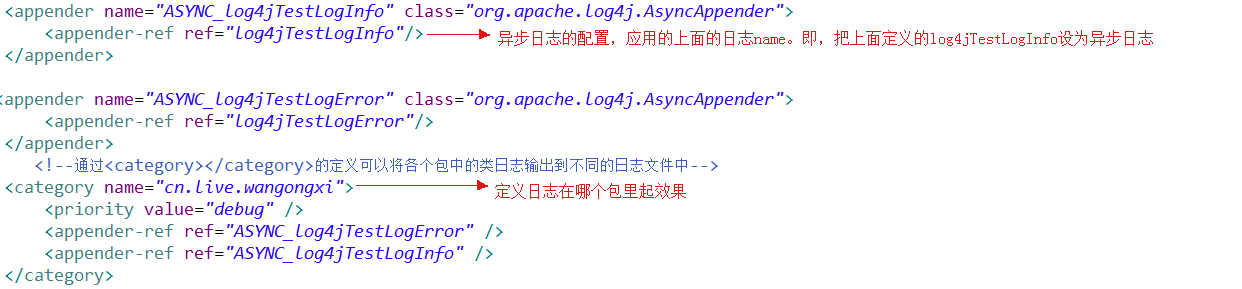 <appender name="ASYNC_log4jTestLogInfo" class="org.apache.log4j.AsyncAppender">
<appender-ref ref="log4jTestLogInfo"/> 异步日志的配置，应用的上面的日志name。即，把上面定义的log4jTestLogInfo设为异步日志
</appender>
<appender name="ASYNC_log4jTestLogError" class="org.apache.log4j.AsyncAppender">
<appender-ref ref="log4jTestLogError"/>
</appender>
<!--通过<category></category>的定义可以将各个包中的类日志输出到不同的日志文件中-->
<category name="cn.live.wangongxi"> 定义日志在哪个包里起效果
<priority value="debug" />
<appender-ref ref="ASYNC_log4jTestLogError" />
<appender-ref ref="ASYNC_log4jTestLogInfo" />
</category>